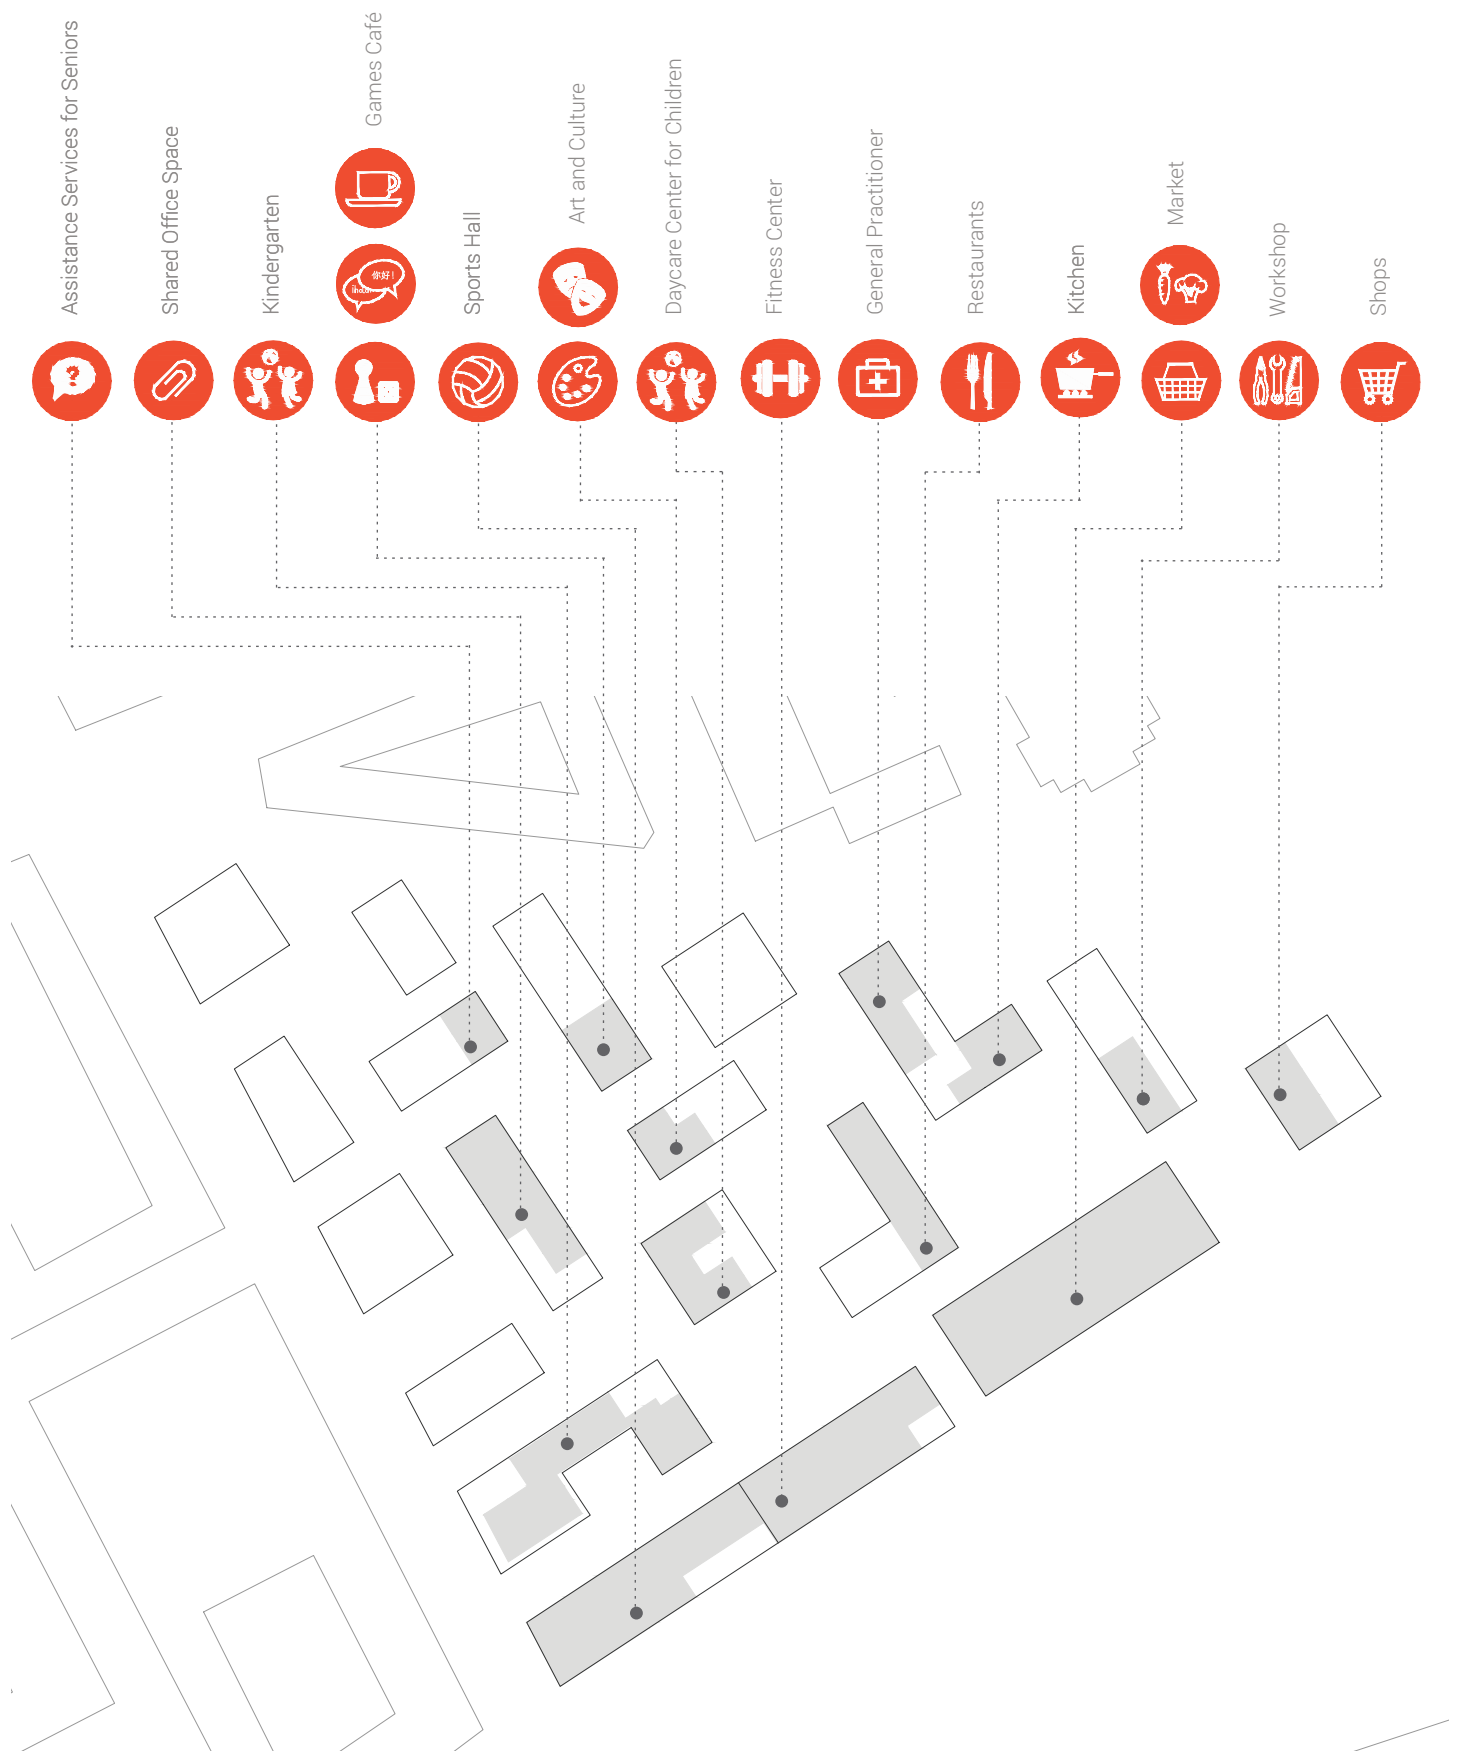 Assistance Services for Seniors
Shared Office Space
Kindergarten
Games Café
Sports Hall
Art and Culture
Daycare Center for Children
Fitness Center
General Practitioner
Restaurants
Kitchen
Market
Workshop
Shops
你好！
?